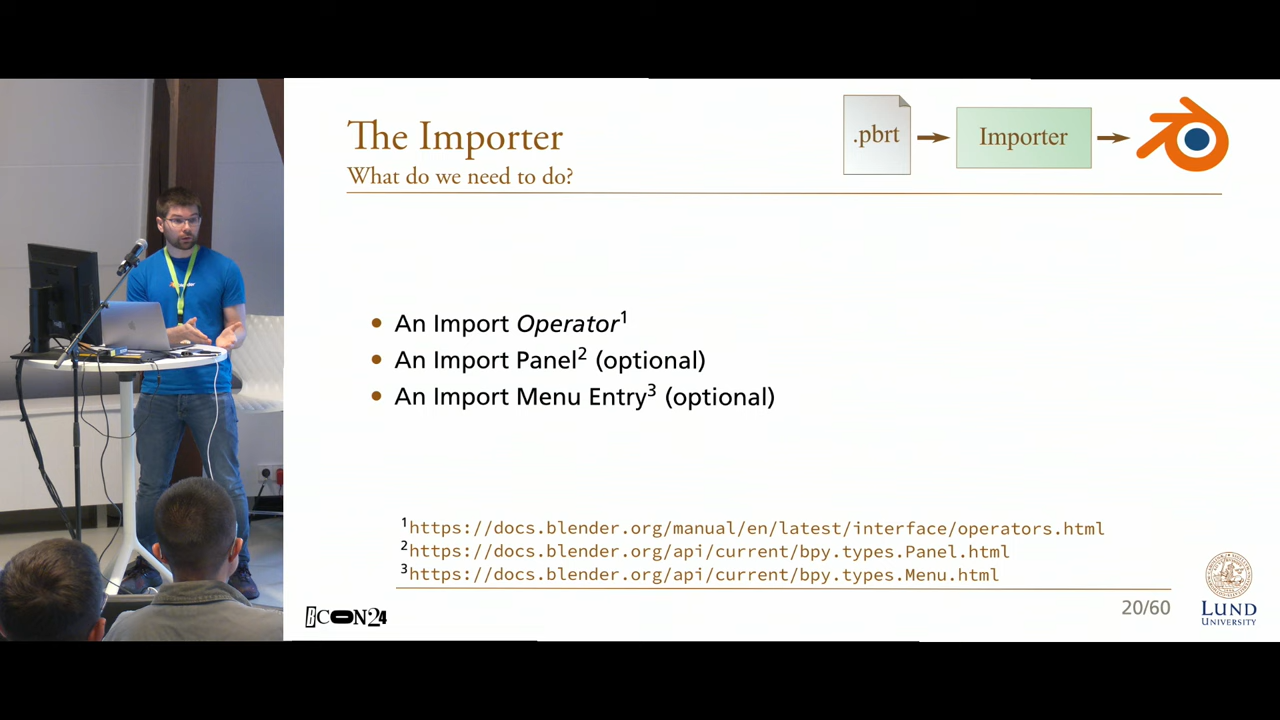 The Importer
What do we need to do?
.pbrt
Importer
• An Import Operator¹
• An Import Panel² (optional)
• An Import Menu Entry³ (optional)
¹https://docs.blender.org/manual/en/latest/interface/operators.html
²https://docs.blender.org/api/current/bpy.types.Panel.html
³https://docs.blender.org/api/current/bpy.types.Menu.html
BCON24
20/60
LUND
UNIVERSITY